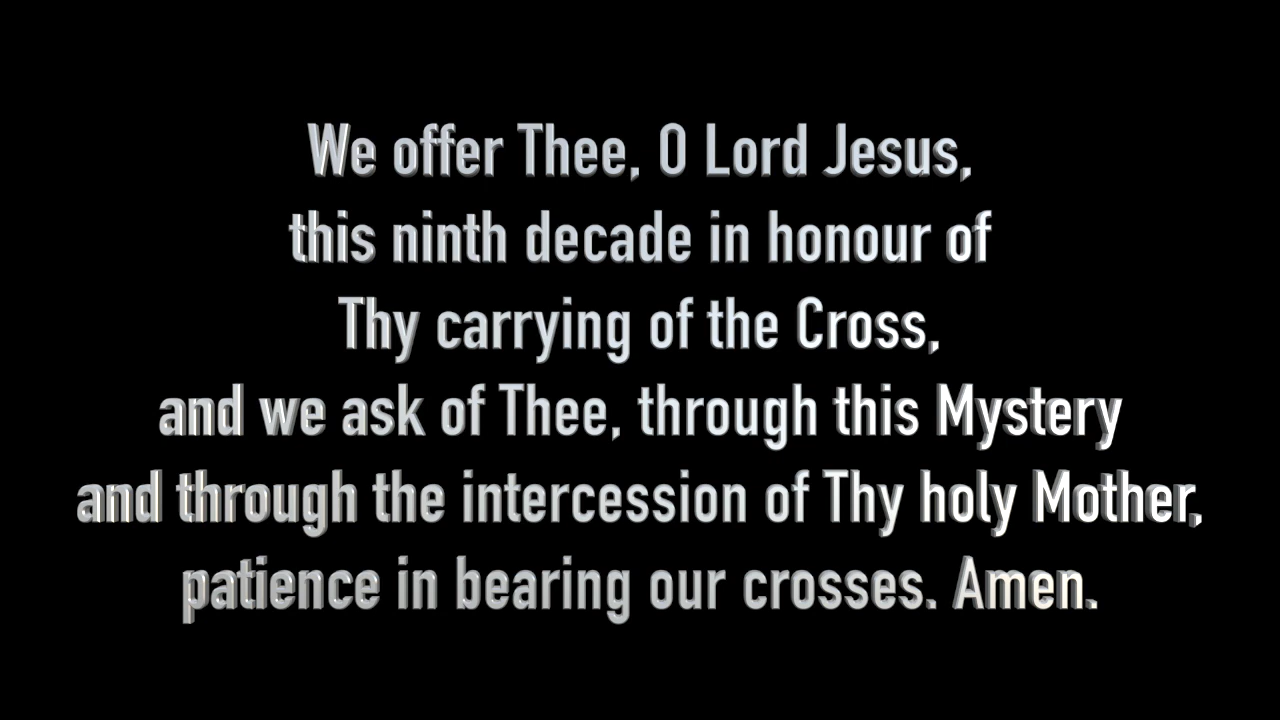 We offer Thee, O Lord Jesus,
this ninth decade in honour of
Thy carrying of the Cross,
and we ask of Thee, through this Mystery
and through the intercession of Thy holy Mother,
patience in bearing our crosses. Amen.